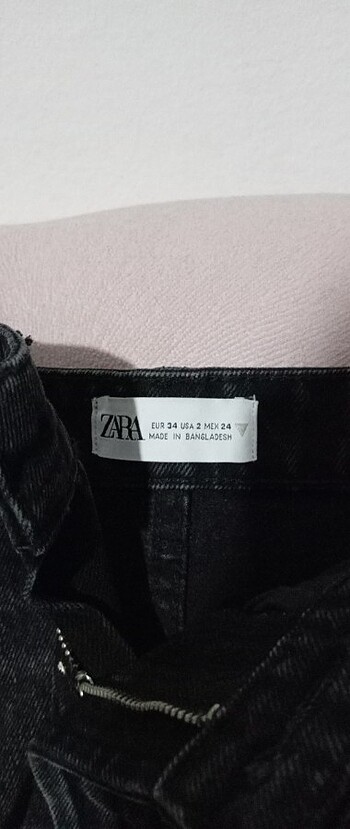 ZARA
EUR 34 USA 2 MEX 24
MADE IN BANGLADESH